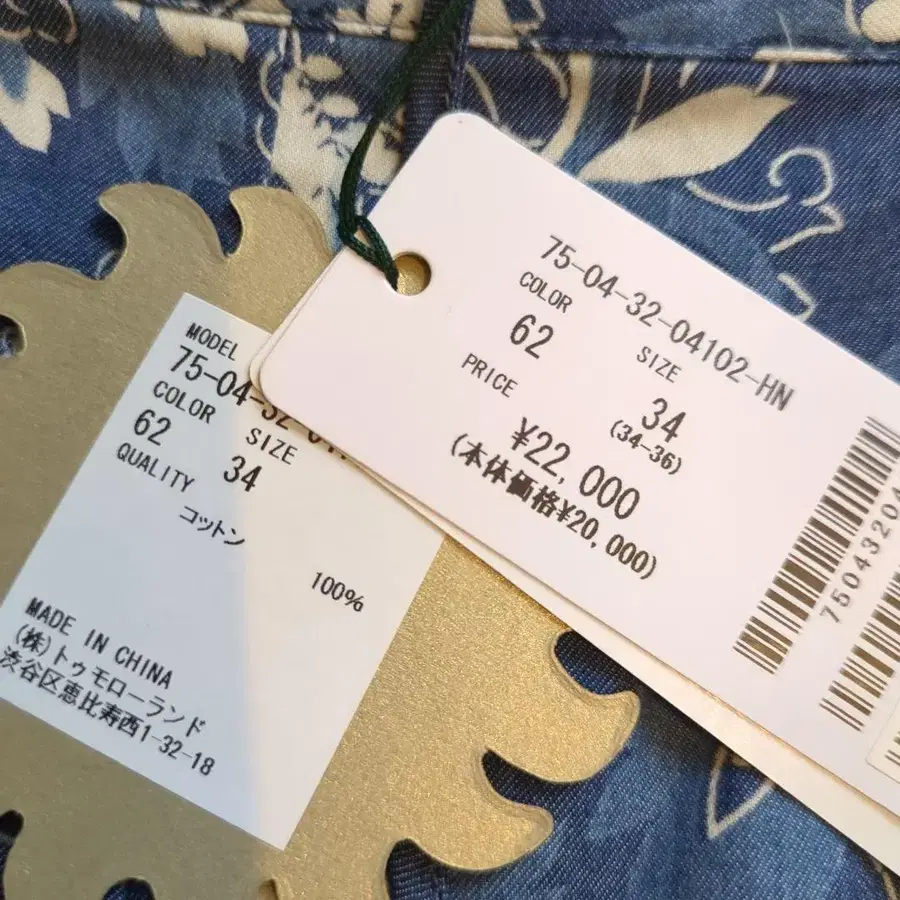 75-04-32-04102-HN
COLOR SIZE
62 34
(34-36)
PRICE
¥22,000
(本体価格¥20,000)
75043204
MODEL
75-04-32-
COLOR SIZE
62 34
QUALITY
コットン 100%
MADE IN CHINA
(株)トゥモローランド
渋谷区恵比寿西1-32-18